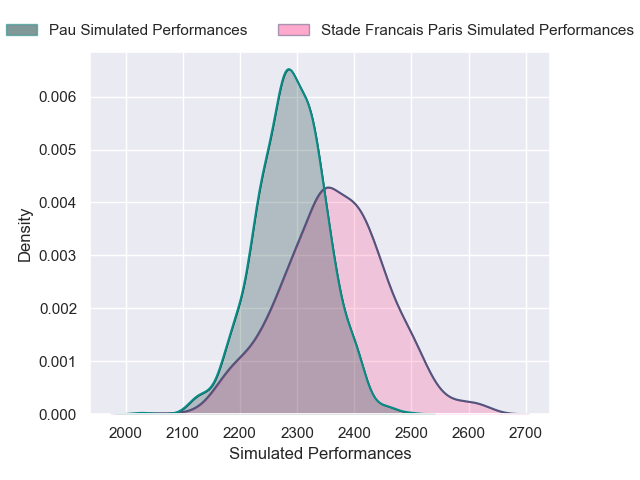 Pau Simulated Performances
Stade Francais Paris Simulated Performances
0.006
0.005
0.004
0.003
0.002
0.001
0.000
Density
2000 2100 2200 2300 2400 2500 2600 2700
Simulated Performances